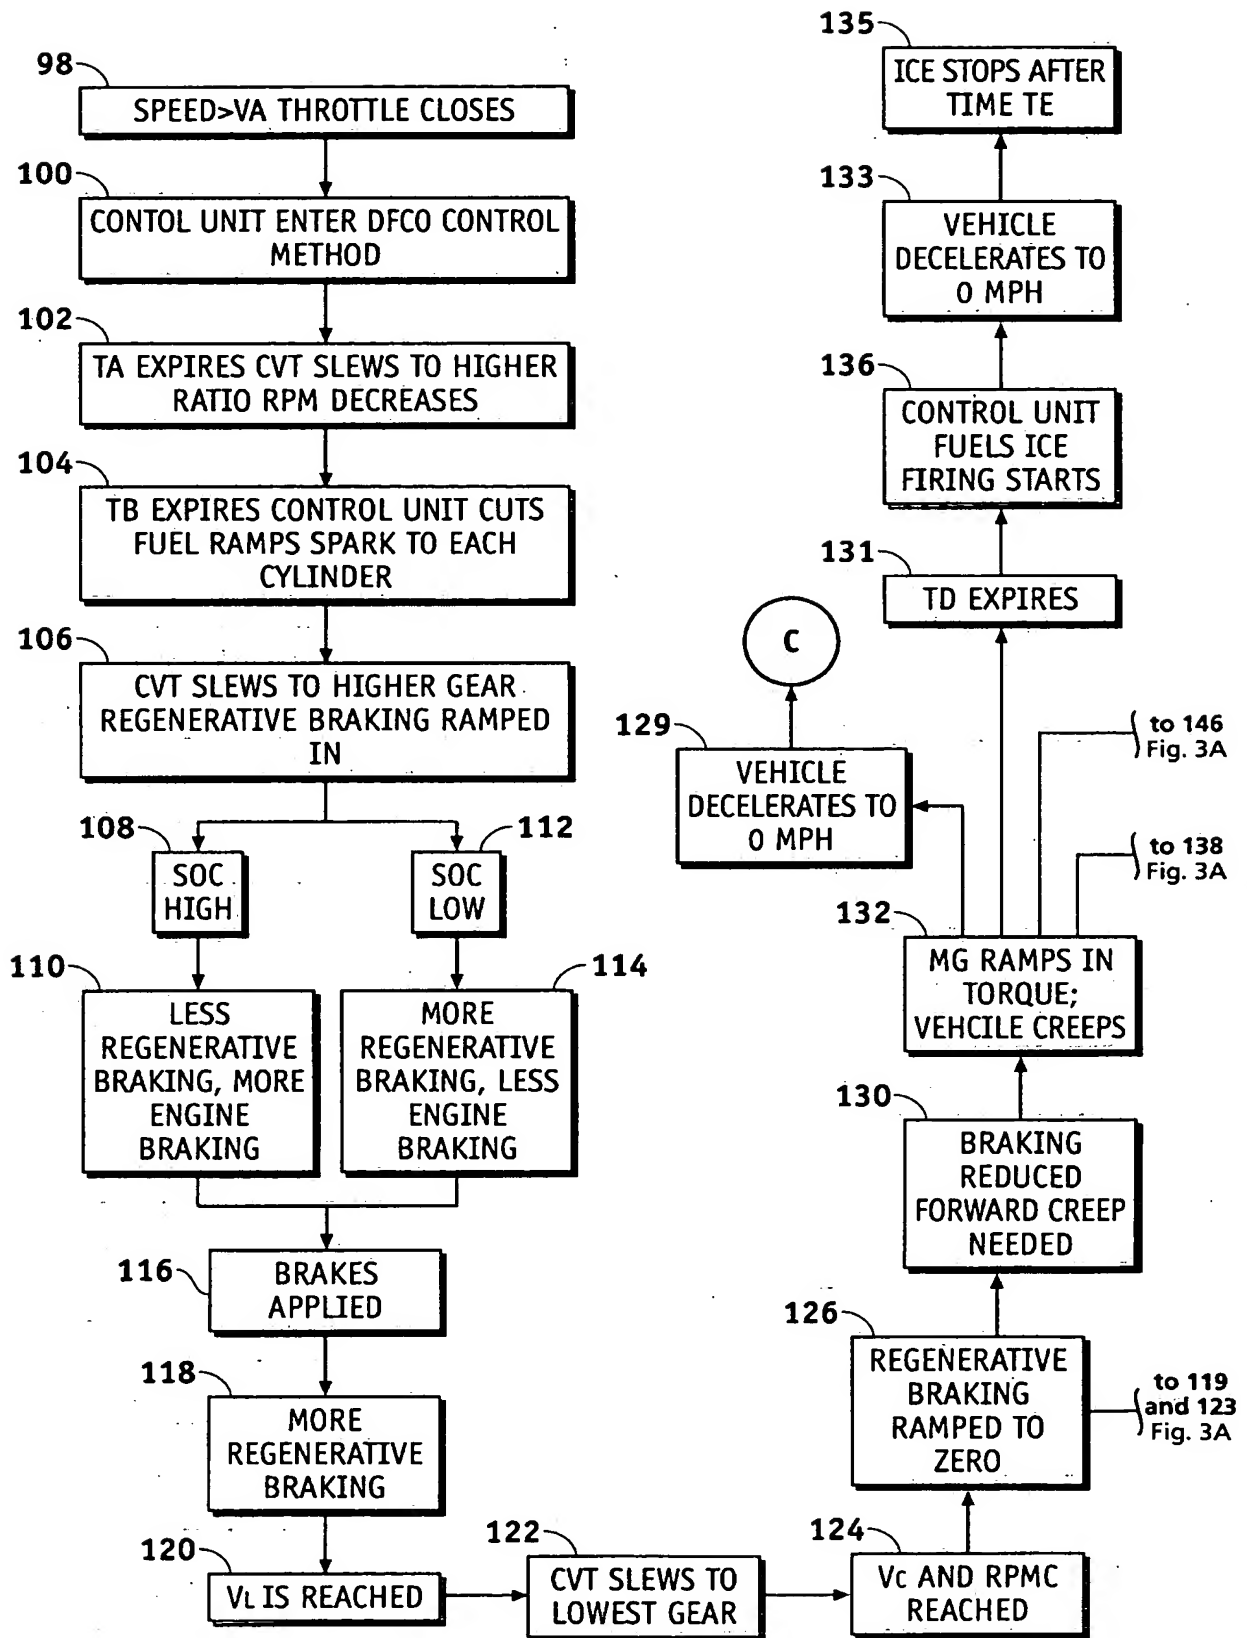 98
SPEED>VA THROTTLE CLOSES
100
CONTOL UNIT ENTER DFCO CONTROL
METHOD
102
TA EXPIRES CVT SLEWS TO HIGHER
RATIO RPM DECREASES
104
TB EXPIRES CONTROL UNIT CUTS
FUEL RAMPS SPARK TO EACH
CYLINDER
106
CVT SLEWS TO HIGHER GEAR
REGENERATIVE BRAKING RAMPED
IN
108
SOC
HIGH
112
SOC
LOW
110
LESS
REGENERATIVE
BRAKING, MORE
ENGINE
BRAKING
114
MORE
REGENERATIVE
BRAKING, LESS
ENGINE
BRAKING
116
BRAKES
APPLIED
118
MORE
REGENERATIVE
BRAKING
120
VL IS REACHED
122
CVT SLEWS TO
LOWEST GEAR
124
VC AND RPMC
REACHED
126
REGENERATIVE
BRAKING
RAMPED TO
ZERO
to 119
and 123
Fig. 3A
130
BRAKING
REDUCED
FORWARD CREEP
NEEDED
132
MG RAMPS IN
TORQUE;
VEHCILE CREEPS
to 138
Fig. 3A
to 146
Fig. 3A
129
VEHICLE
DECELERATES TO
0 MPH
C
131
TD EXPIRES
136
CONTROL UNIT
FUELS ICE
FIRING STARTS
133
VEHICLE
DECELERATES TO
0 MPH
135
ICE STOPS AFTER
TIME TE